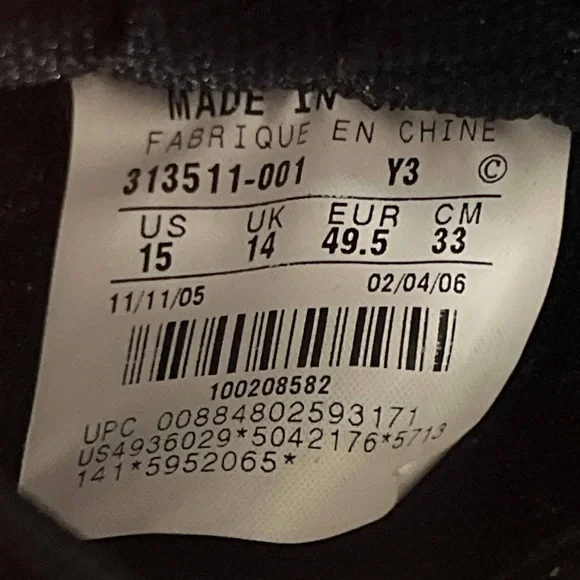 MADE IN
FABRIQUE EN CHINE
313511-001 Y3 ©
US UK EUR CM
15 14 49.5 33
11/11/05 02/04/06
100208582
UPC 00884802593171
US4936029*5042176*5713
141*5952065*